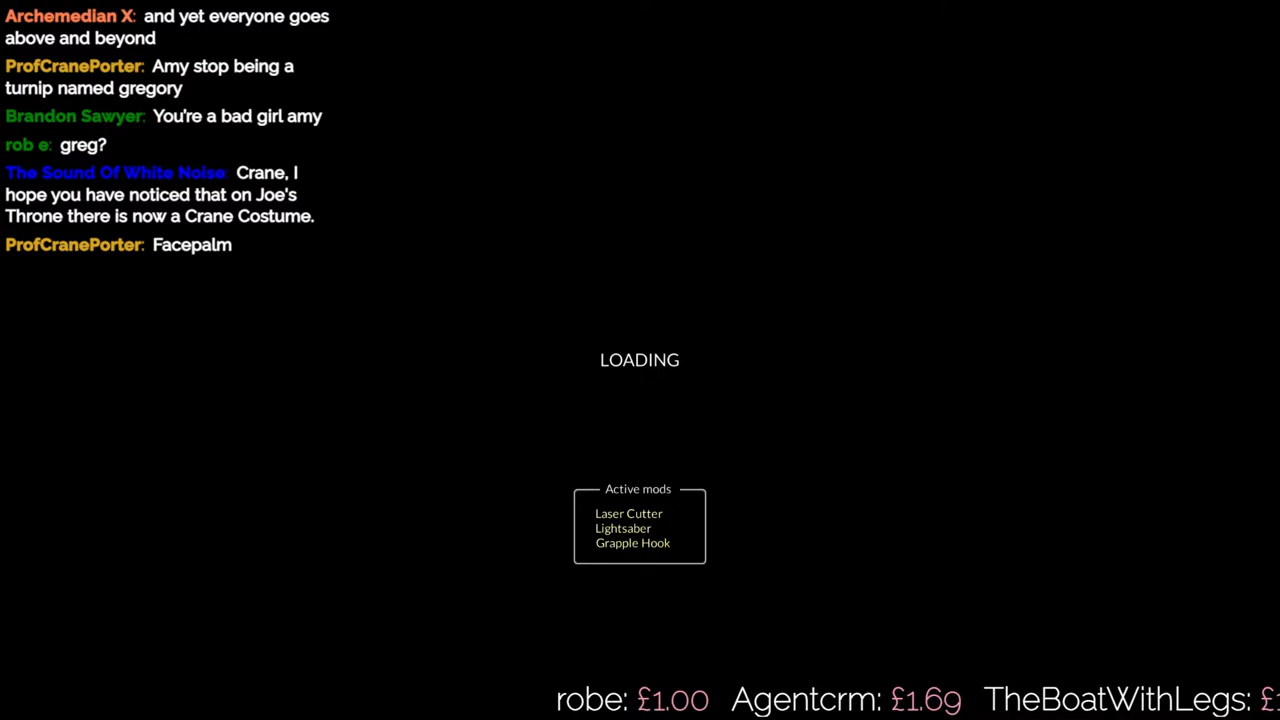 Archemedian X: and yet everyone goes
above and beyond
ProfCranePorter: Amy stop being a
turnip named gregory
Brandon Sawyer: You're a bad girl amy
rob e: greg?
The Sound Of White Noise: Crane, I
hope you have noticed that on Joe's
Throne there is now a Crane Costume.
ProfCranePorter: Facepalm
LOADING
Active mods
Laser Cutter
Lightsaber
Grapple Hook
robe: £1.00 Agentcrm: £1.69 TheBoatWithLegs: £